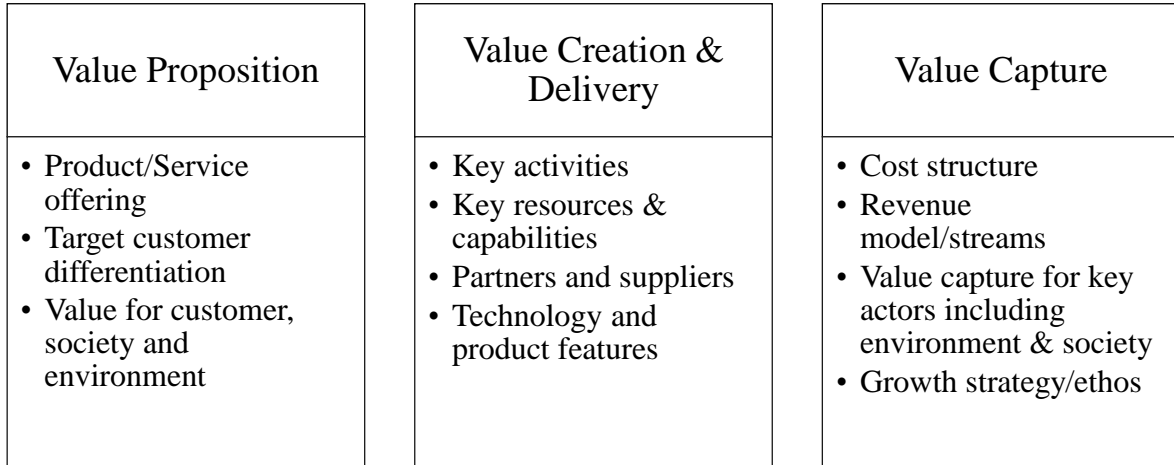 Value Proposition
• Product/Service
offering
• Target customer
differentiation
• Value for customer,
society and
environment
Value Creation &
Delivery
• Key activities
• Key resources &
capabilities
• Partners and suppliers
• Technology and
product features
Value Capture
• Cost structure
• Revenue
model/streams
• Value capture for key
actors including
environment & society
• Growth strategy/ethos